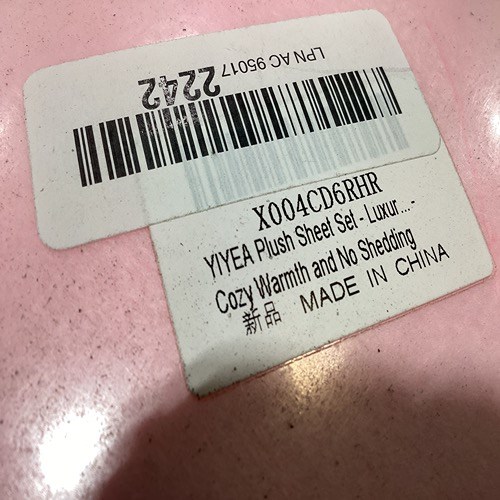 LPN AC 95017
2242
X004CD6RHR
YIYEA Plush Sheet Set - Luxur...-
Cozy Warmth and No Shedding
新品 MADE IN CHINA